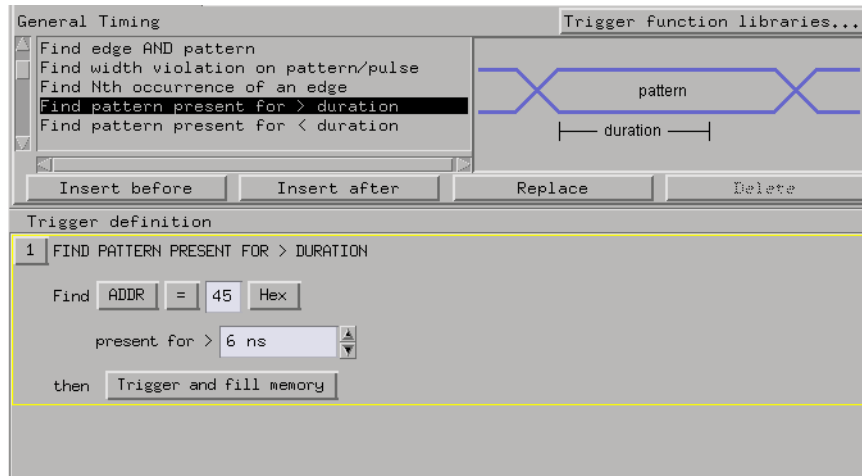 General Timing
Trigger function libraries...
Find edge AND pattern
Find width violation on pattern/pulse
Find Nth occurrence of an edge
Find pattern present for > duration
Find pattern present for < duration
pattern
duration
Insert before
Insert after
Replace
Delete
Trigger definition
1 FIND PATTERN PRESENT FOR > DURATION
Find ADDR = 45 Hex
present for > 6 ns
then Trigger and fill memory